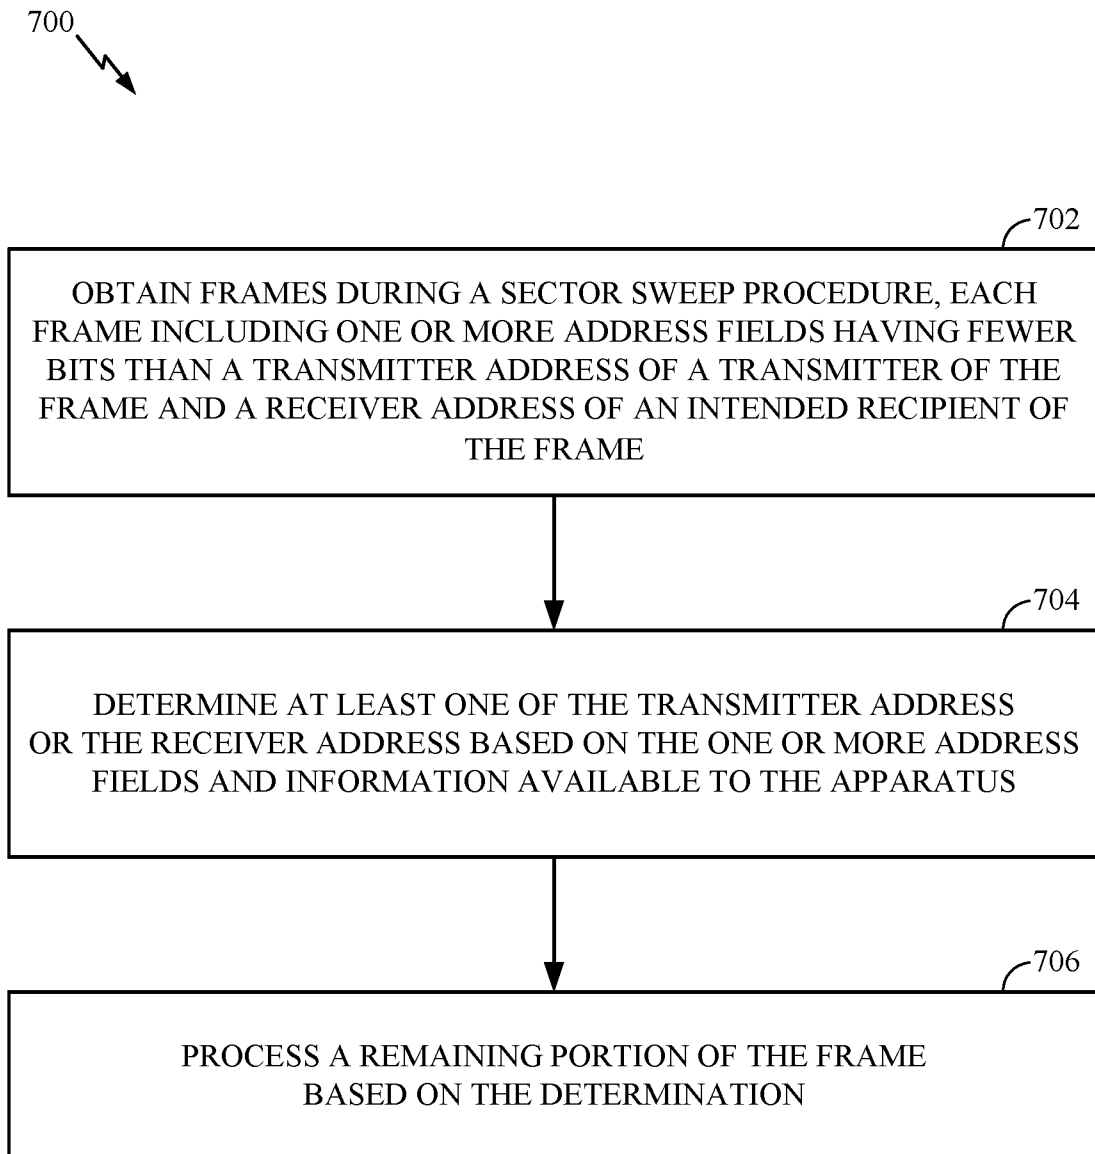 700
702
OBTAIN FRAMES DURING A SECTOR SWEEP PROCEDURE, EACH
FRAME INCLUDING ONE OR MORE ADDRESS FIELDS HAVING FEWER
BITS THAN A TRANSMITTER ADDRESS OF A TRANSMITTER OF THE
FRAME AND A RECEIVER ADDRESS OF AN INTENDED RECIPIENT OF
THE FRAME
704
DETERMINE AT LEAST ONE OF THE TRANSMITTER ADDRESS
OR THE RECEIVER ADDRESS BASED ON THE ONE OR MORE ADDRESS
FIELDS AND INFORMATION AVAILABLE TO THE APPARATUS
706
PROCESS A REMAINING PORTION OF THE FRAME
BASED ON THE DETERMINATION